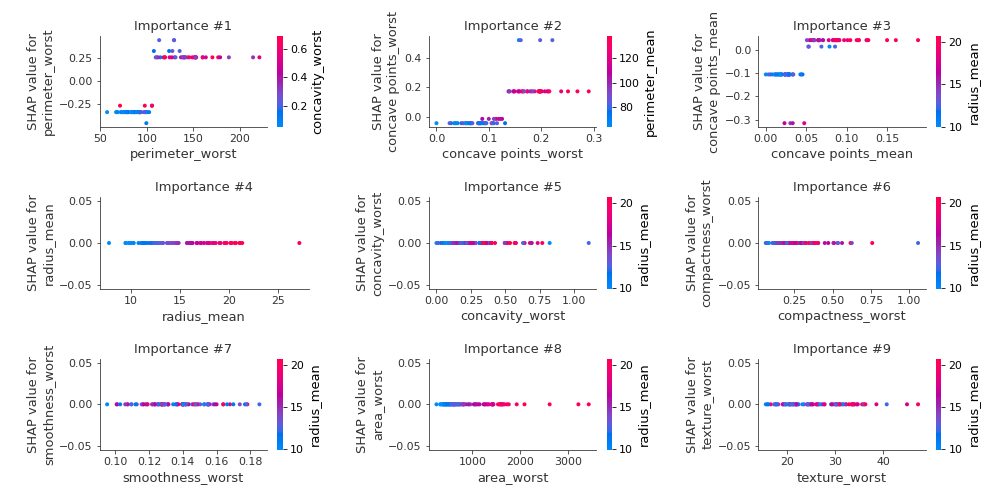 Importance #1
Importance #2
Importance #3
SHAP value for
perimeter_worst
0.25
0.00
−0.25
50
100
150
200
perimeter_worst
0.6
0.4
0.2
concavity_worst
SHAP value for
concave points_worst
0.4
0.2
0.0
0.0
0.1
0.2
0.3
concave points_worst
120
100
80
perimeter_mean
SHAP value for
concave points_mean
0.0
−0.1
−0.2
−0.3
0.00
0.05
0.10
0.15
concave points_mean
20
15
10
radius_mean
Importance #4
Importance #5
Importance #6
SHAP value for
radius_mean
0.05
0.00
−0.05
10
15
20
25
radius_mean
SHAP value for
concavity_worst
0.05
0.00
−0.05
0.00
0.25
0.50
0.75
1.00
concavity_worst
20
15
10
radius_mean
SHAP value for
compactness_worst
0.05
0.00
−0.05
0.25
0.50
0.75
1.00
compactness_worst
20
15
10
radius_mean
Importance #7
Importance #8
Importance #9
SHAP value for
smoothness_worst
0.05
0.00
−0.05
0.10
0.12
0.14
0.16
0.18
smoothness_worst
20
15
10
radius_mean
SHAP value for
area_worst
0.05
0.00
−0.05
1000
2000
3000
area_worst
20
15
10
radius_mean
SHAP value for
texture_worst
0.05
0.00
−0.05
20
30
40
texture_worst
20
15
10
radius_mean